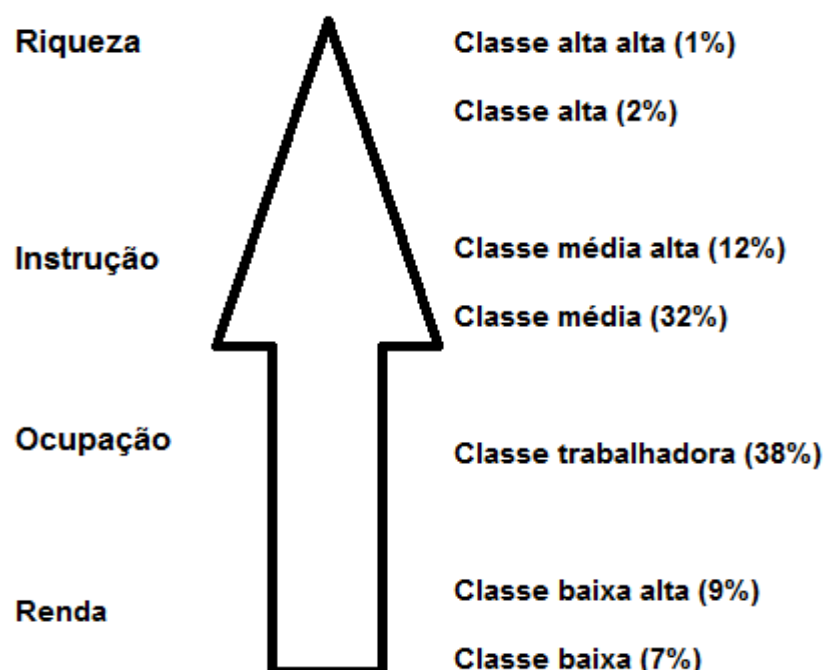 Riqueza
Classe alta alta (1%)
Classe alta (2%)
Instrução
Classe média alta (12%)
Classe média (32%)
Ocupação
Classe trabalhadora (38%)
Renda
Classe baixa alta (9%)
Classe baixa (7%)